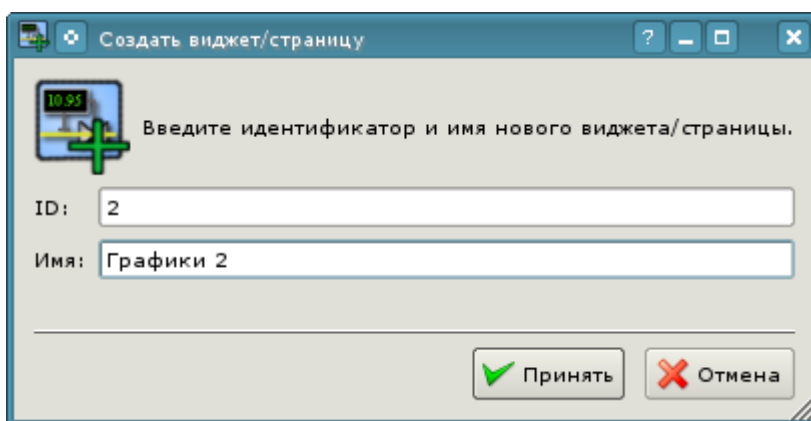 Создать виджет/страницу
?
10.95
Введите идентификатор и имя нового виджета/страницы.
ID: 2
Имя: Графики 2
Принять Отмена